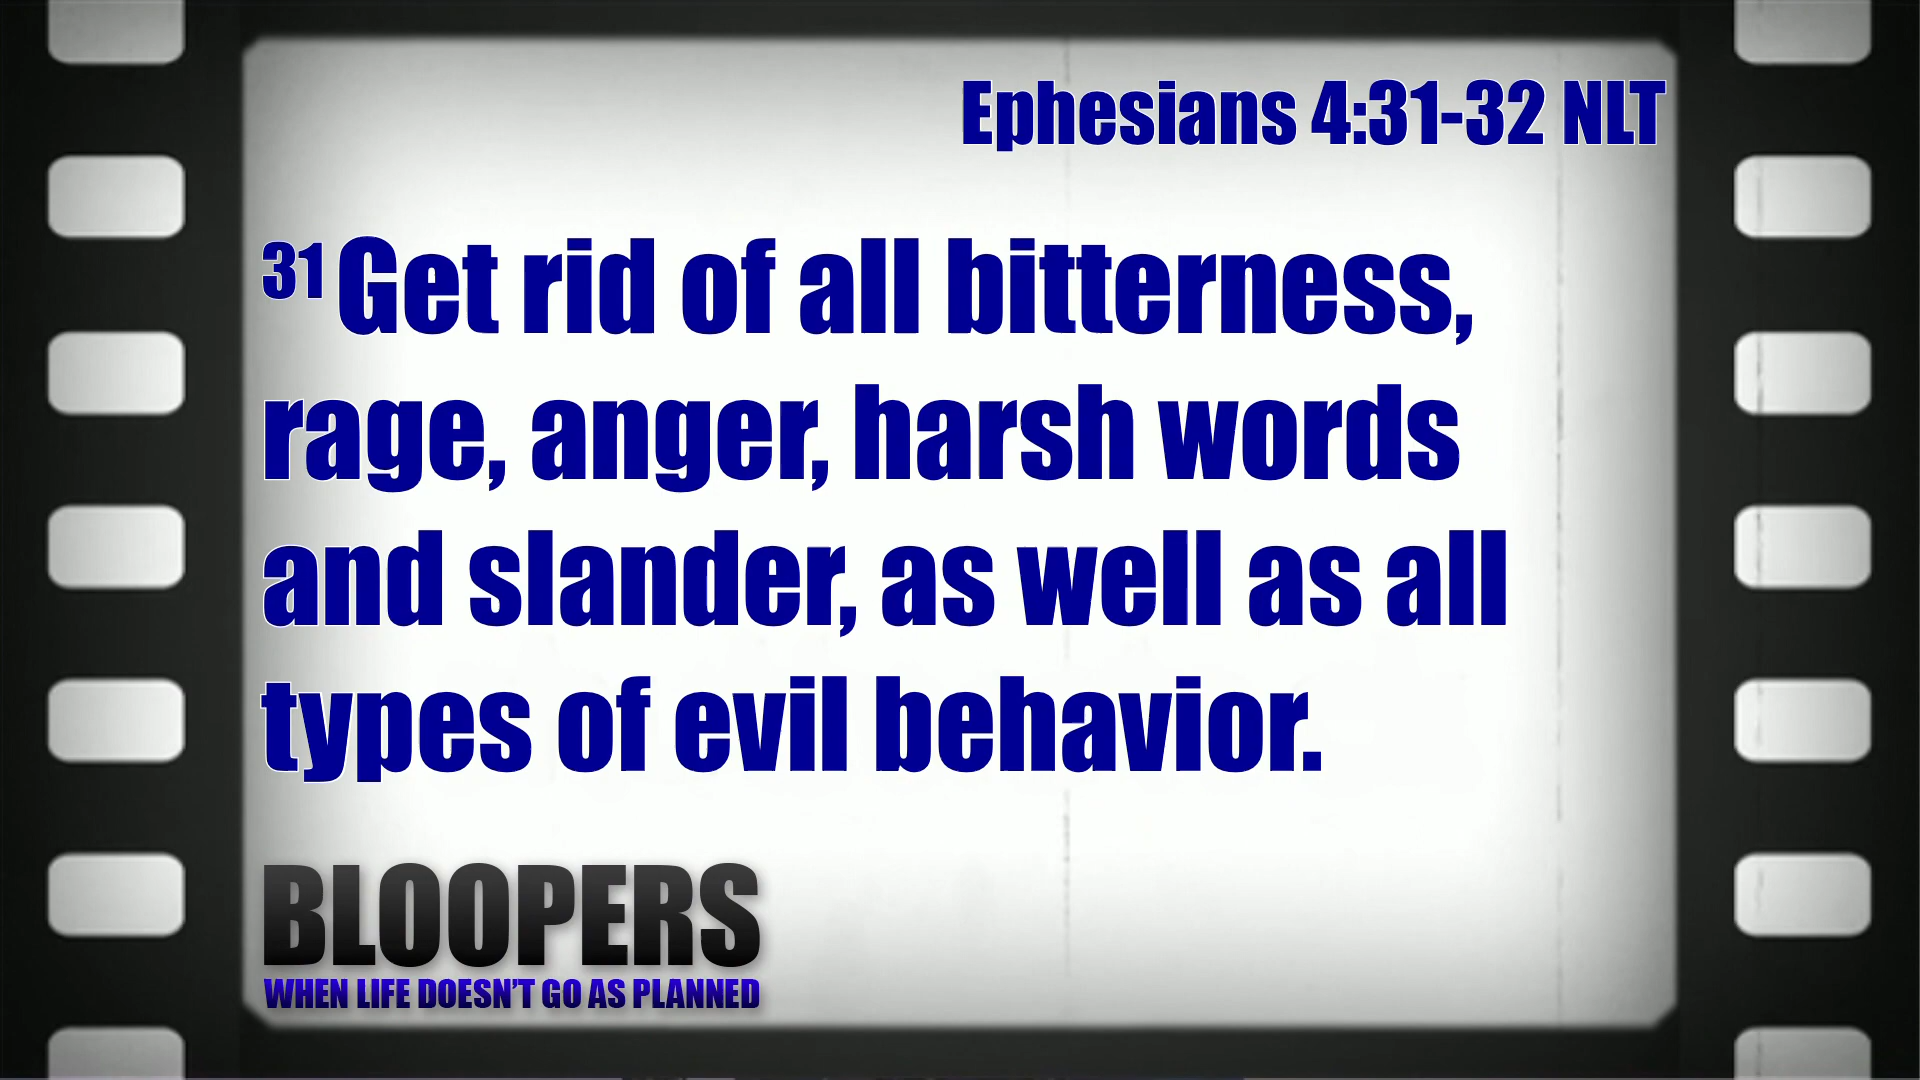 Ephesians 4:31-32 NLT
31 Get rid of all bitterness,
rage, anger, harsh words
and slander, as well as all
types of evil behavior.
BLOOPERS
WHEN LIFE DOESN'T GO AS PLANNED